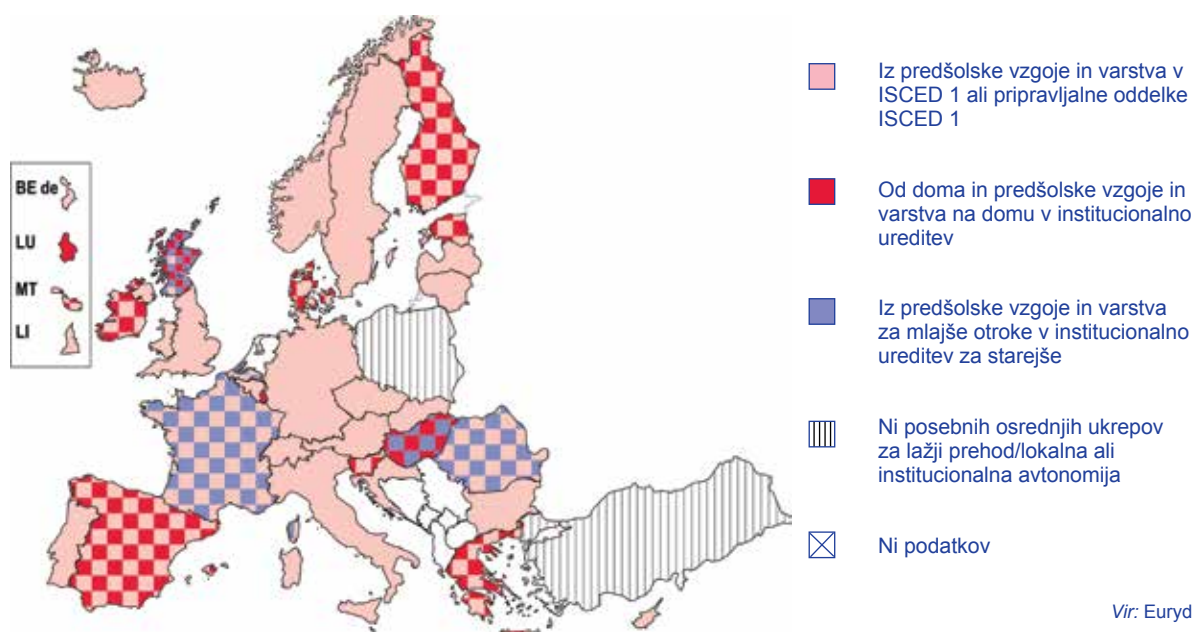 BE de
LU
MT
LI
Iz predšolske vzgoje in varstva v
ISCED 1 ali pripravljalne oddelke
ISCED 1
Od doma in predšolske vzgoje in
varstva na domu v institucionalno
ureditev
Iz predšolske vzgoje in varstva
za mlajše otroke v institucionalno
ureditev za starejše
Ni posebnih osrednjih ukrepov
za lažji prehod/lokalna ali
institucionalna avtonomija
Ni podatkov
Vir: Euryd